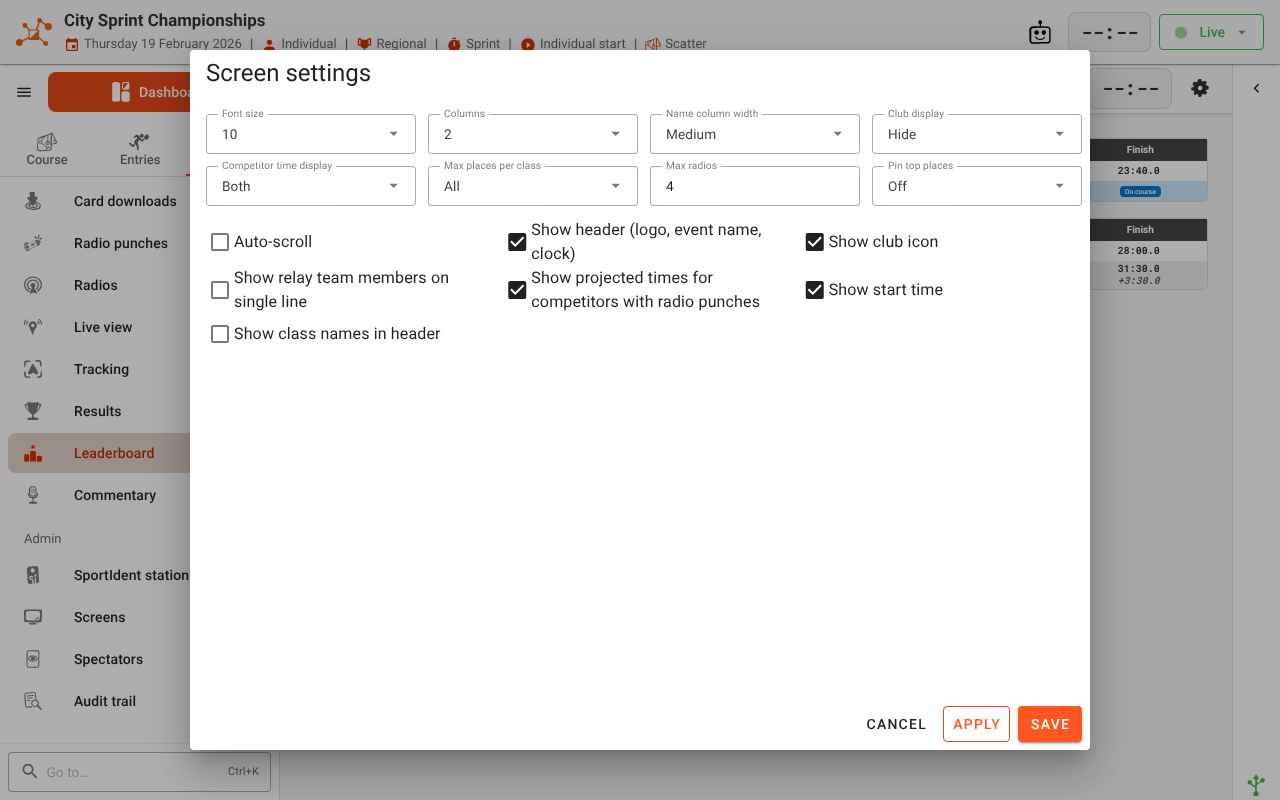 City Sprint Championships
Thursday 19 February 2026 | Individual | Regional | Sprint | Individual start | Scatter
--:--
Live
Dashboa
--:--
Course
Entries
Card downloads
Radio punches
Radios
Live view
Tracking
Results
Leaderboard
Commentary
Admin
SportIdent station
Screens
Spectators
Audit trail
Go to…
Ctrl+K
Screen settings
Font size
10
Columns
2
Name column width
Medium
Club display
Hide
Competitor time display
Both
Max places per class
All
Max radios
4
Pin top places
Off
Auto-scroll
Show header (logo, event name,
clock)
Show club icon
Show relay team members on
single line
Show projected times for
competitors with radio punches
Show start time
Show class names in header
CANCEL
APPLY
SAVE
Finish
23:40.0
On course
Finish
28:00.0
31:30.0
+3:30.0